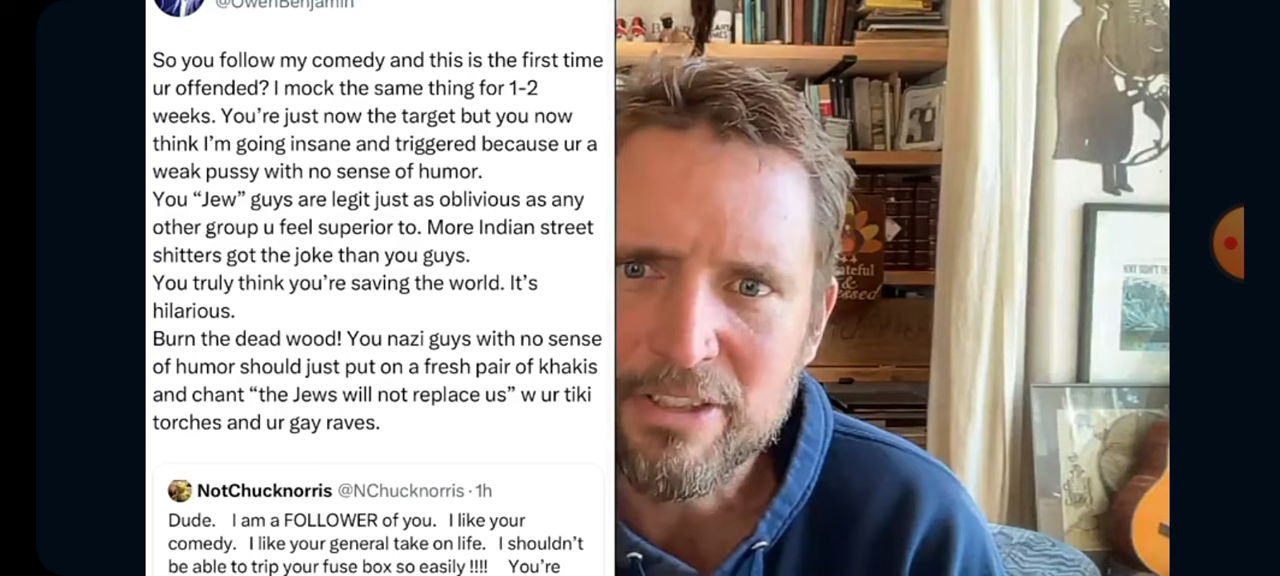 @OwenBenjamin
So you follow my comedy and this is the first time
ur offended? I mock the same thing for 1-2
weeks. You’re just now the target but you now
think I’m going insane and triggered because ur a
weak pussy with no sense of humor.
You “Jew” guys are legit just as oblivious as any
other group u feel superior to. More Indian street
shitters got the joke than you guys.
You truly think you’re saving the world. It’s
hilarious.
Burn the dead wood! You nazi guys with no sense
of humor should just put on a fresh pair of khakis
and chant “the Jews will not replace us” w ur tiki
torches and ur gay raves.
NotChucknorris @NChucknorris · 1h
Dude. I am a FOLLOWER of you. I like your
comedy. I like your general take on life. I shouldn’t
be able to trip your fuse box so easily !!!! You’re
ateful
&
essed